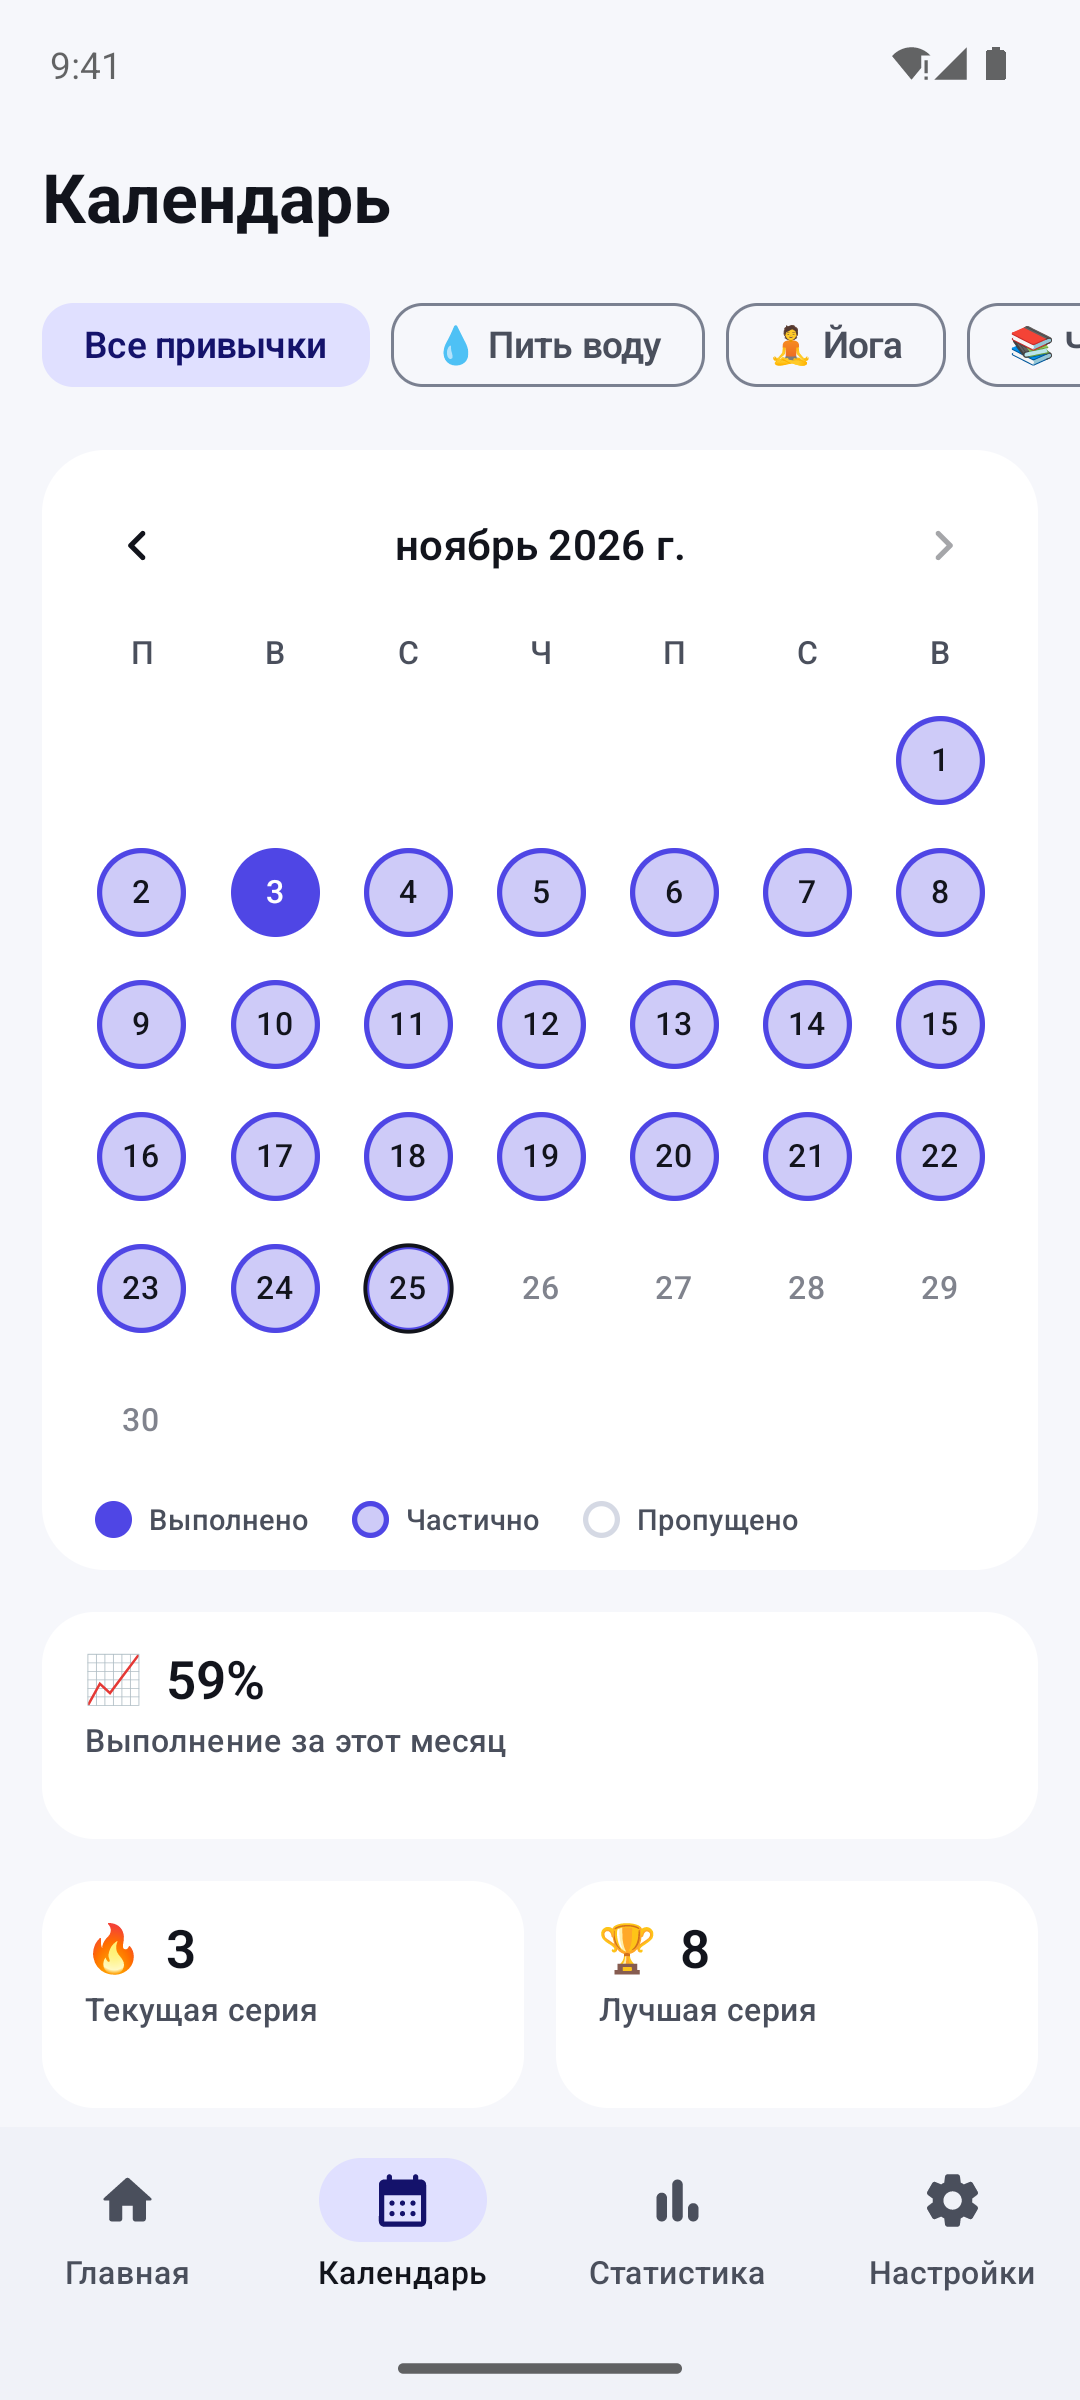 9:41
Календарь
Все привычки
Пить воду
Йога
ноябрь 2026 г.
П В С Ч П С В
1
2 3 4 5 6 7 8
9 10 11 12 13 14 15
16 17 18 19 20 21 22
23 24 25 26 27 28 29
30
Выполнено Частично Пропущено
59%
Выполнение за этот месяц
3
Текущая серия
8
Лучшая серия
Главная Календарь Статистика Настройки